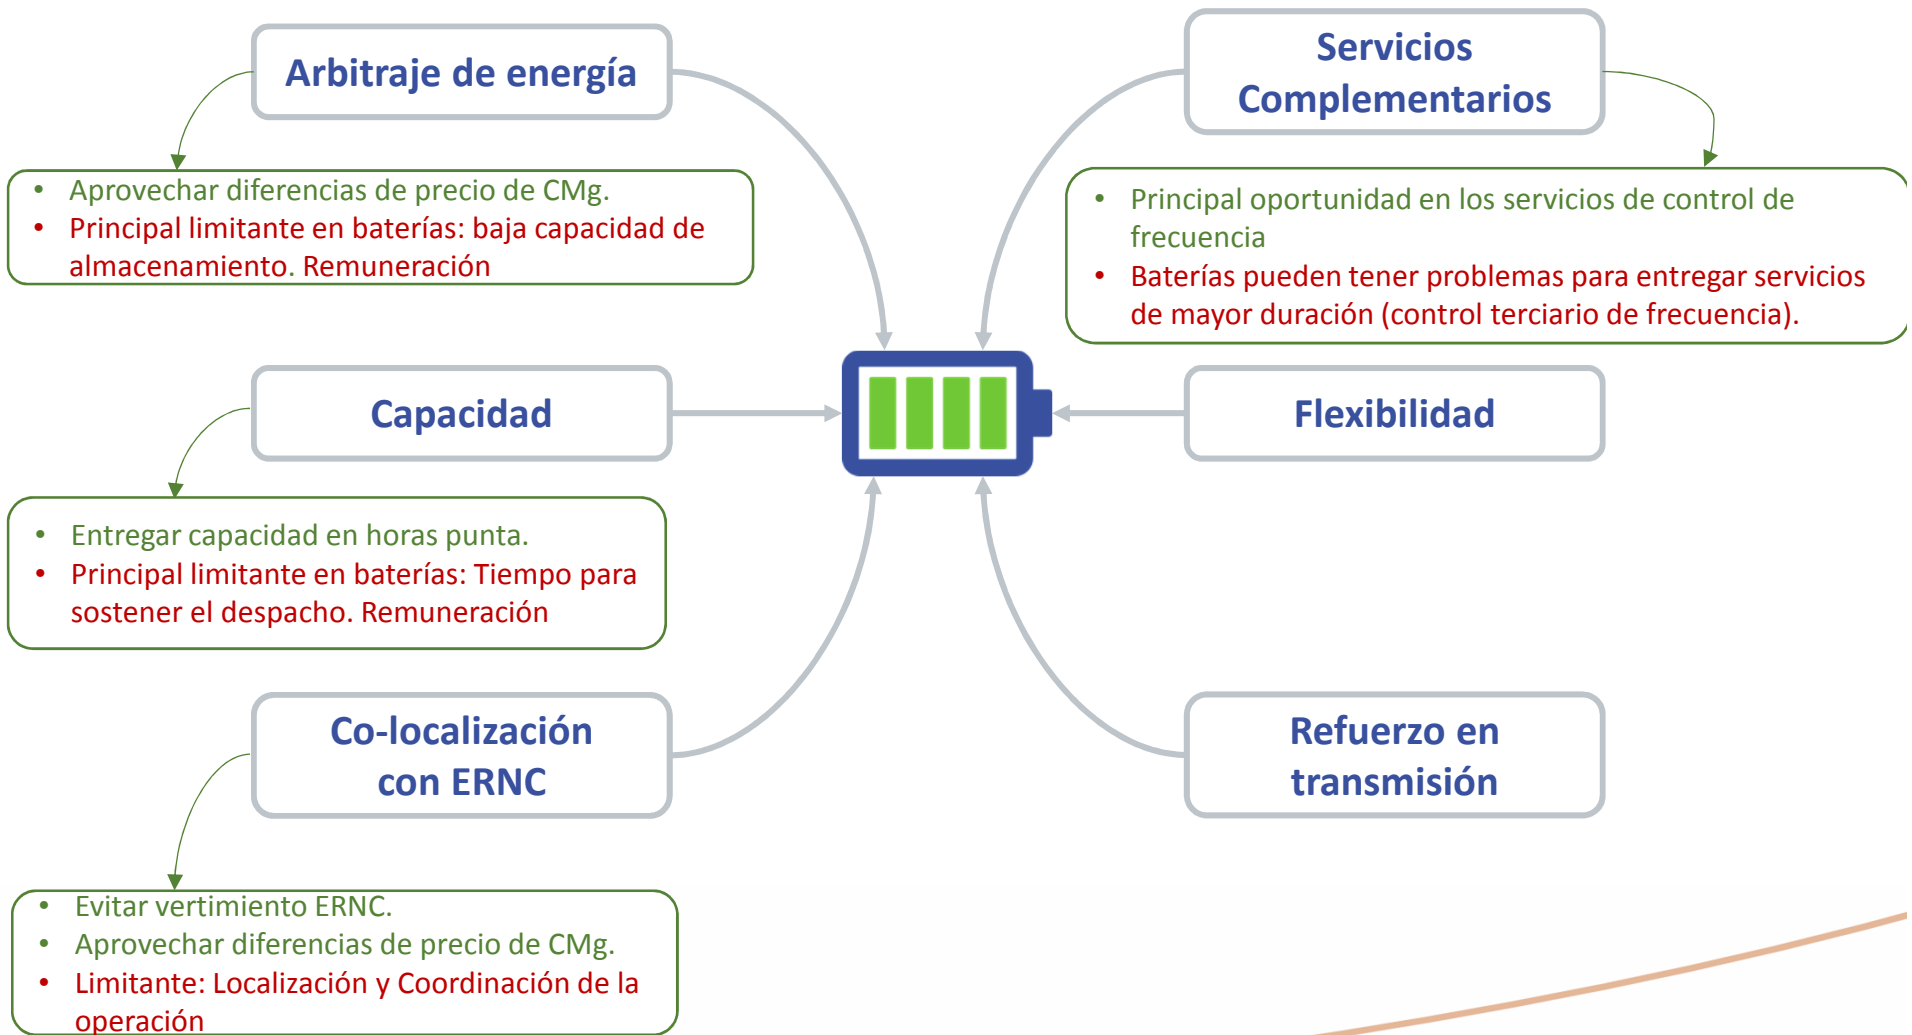 Arbitraje de energía
• Aprovechar diferencias de precio de CMg.
• Principal limitante en baterías: baja capacidad de
almacenamiento. Remuneración
Servicios
Complementarios
• Principal oportunidad en los servicios de control de
frecuencia
• Baterías pueden tener problemas para entregar servicios
de mayor duración (control terciario de frecuencia).
Capacidad
• Entregar capacidad en horas punta.
• Principal limitante en baterías: Tiempo para
sostener el despacho. Remuneración
Flexibilidad
Co-localización
con ERNC
• Evitar vertimiento ERNC.
• Aprovechar diferencias de precio de CMg.
• Limitante: Localización y Coordinación de la
operación
Refuerzo en
transmisión